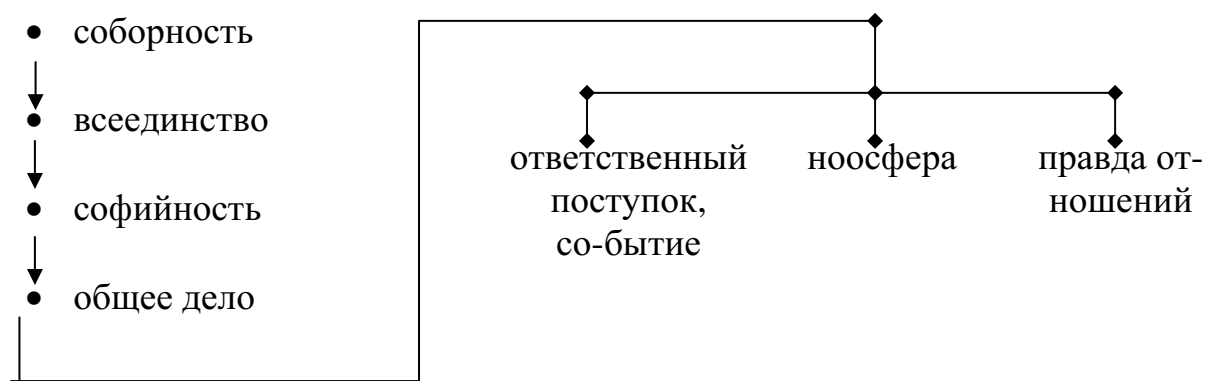 • соборность
• всеединство
• софийность
• общее дело
ответственный
поступок,
со-бытие
ноосфера
правда от-
ношений